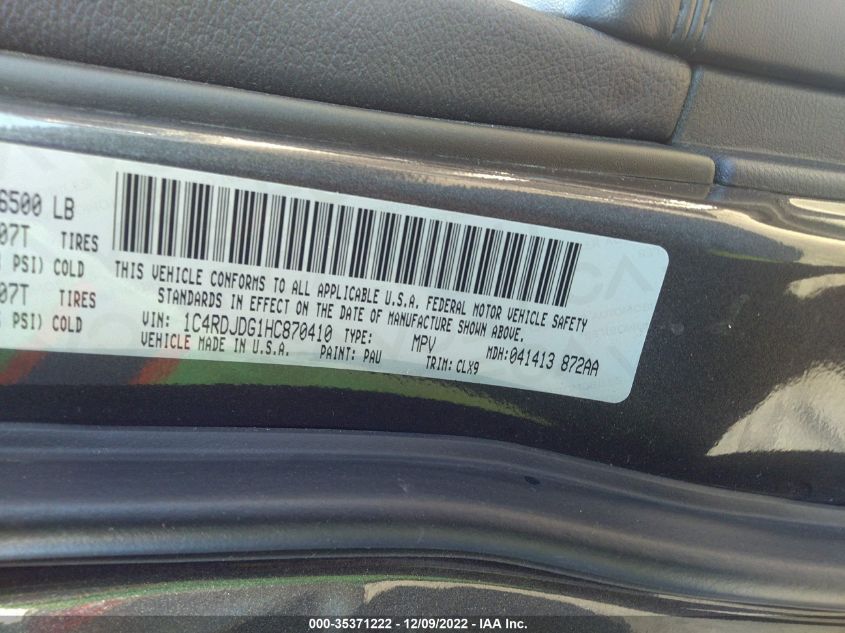 6500 LB
07T TIRES
PSI) COLD
07T TIRES
PSI) COLD
THIS VEHICLE CONFORMS TO ALL APPLICABLE U.S.A. FEDERAL MOTOR VEHICLE SAFETY
STANDARDS IN EFFECT ON THE DATE OF MANUFACTURE SHOWN ABOVE.
VIN: 1C4RDJDG1HC870410 TYPE: MPV MDH:041413 872AA
VEHICLE MADE IN U.S.A. PAINT: PAU TRIM: CLX9
000-35371222 - 12/09/2022 - IAA Inc.